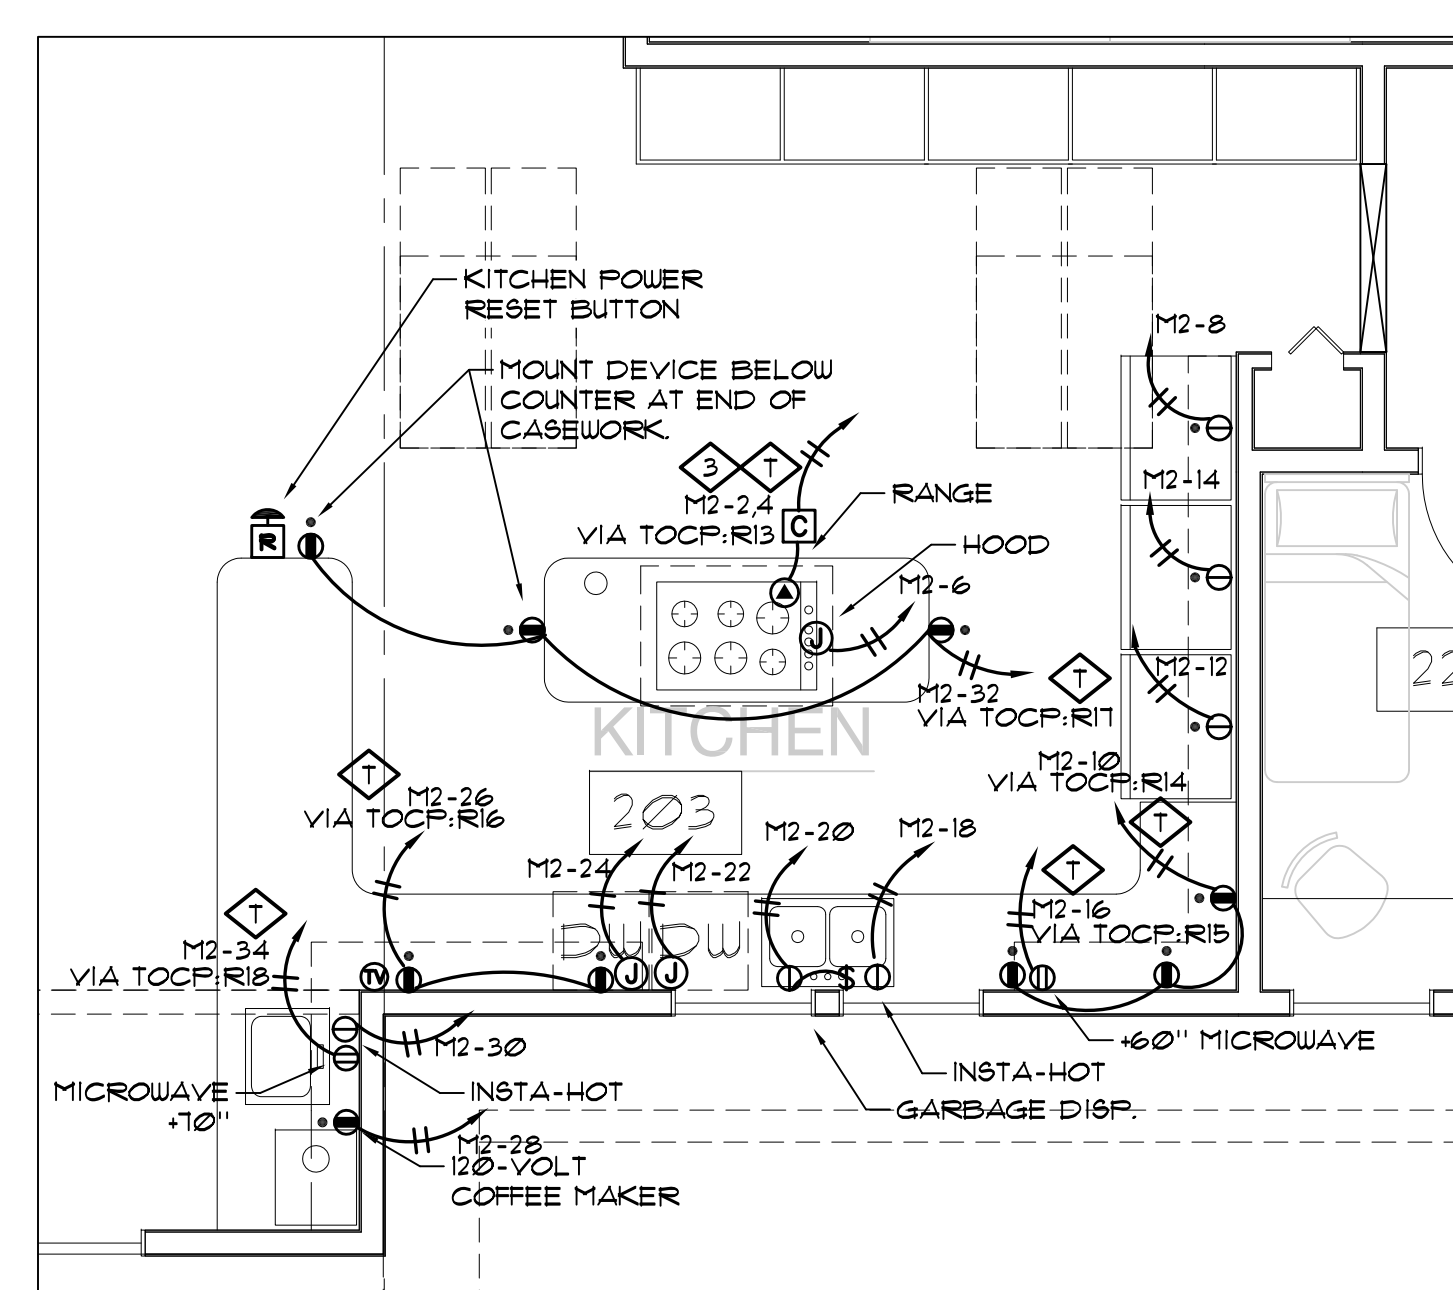 M2-8
KITCHEN POWER
RESET BUTTON
MOUNT DEVICE BELOW
COUNTER AT END OF
CASEWORK.
3
T
M2-14
M2-2,4
VIA TOCP:R13
C
RANGE
R
HOOD
M2-6
J
M2-12
M2-32
VIA TOCP:R17
T
KITCHEN
203
22
T
M2-26
VIA TOCP:R16
M2-10
VIA TOCP:R14
T
M2-24
M2-22
M2-20
M2-18
T
M2-16
VIA TOCP:R15
T
M2-34
VIA TOCP:R18
DW
DW
TV
J
J
$
M2-30
+60" MICROWAVE
MICROWAVE
+70"
INSTA-HOT
INSTA-HOT
GARBAGE DISP.
M2-28
120-VOLT
COFFEE MAKER